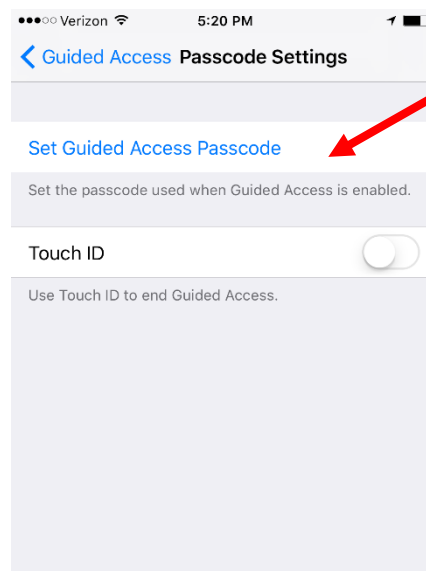 Verizon 5:20 PM
Guided Access Passcode Settings
Set Guided Access Passcode
Set the passcode used when Guided Access is enabled.
Touch ID
Use Touch ID to end Guided Access.